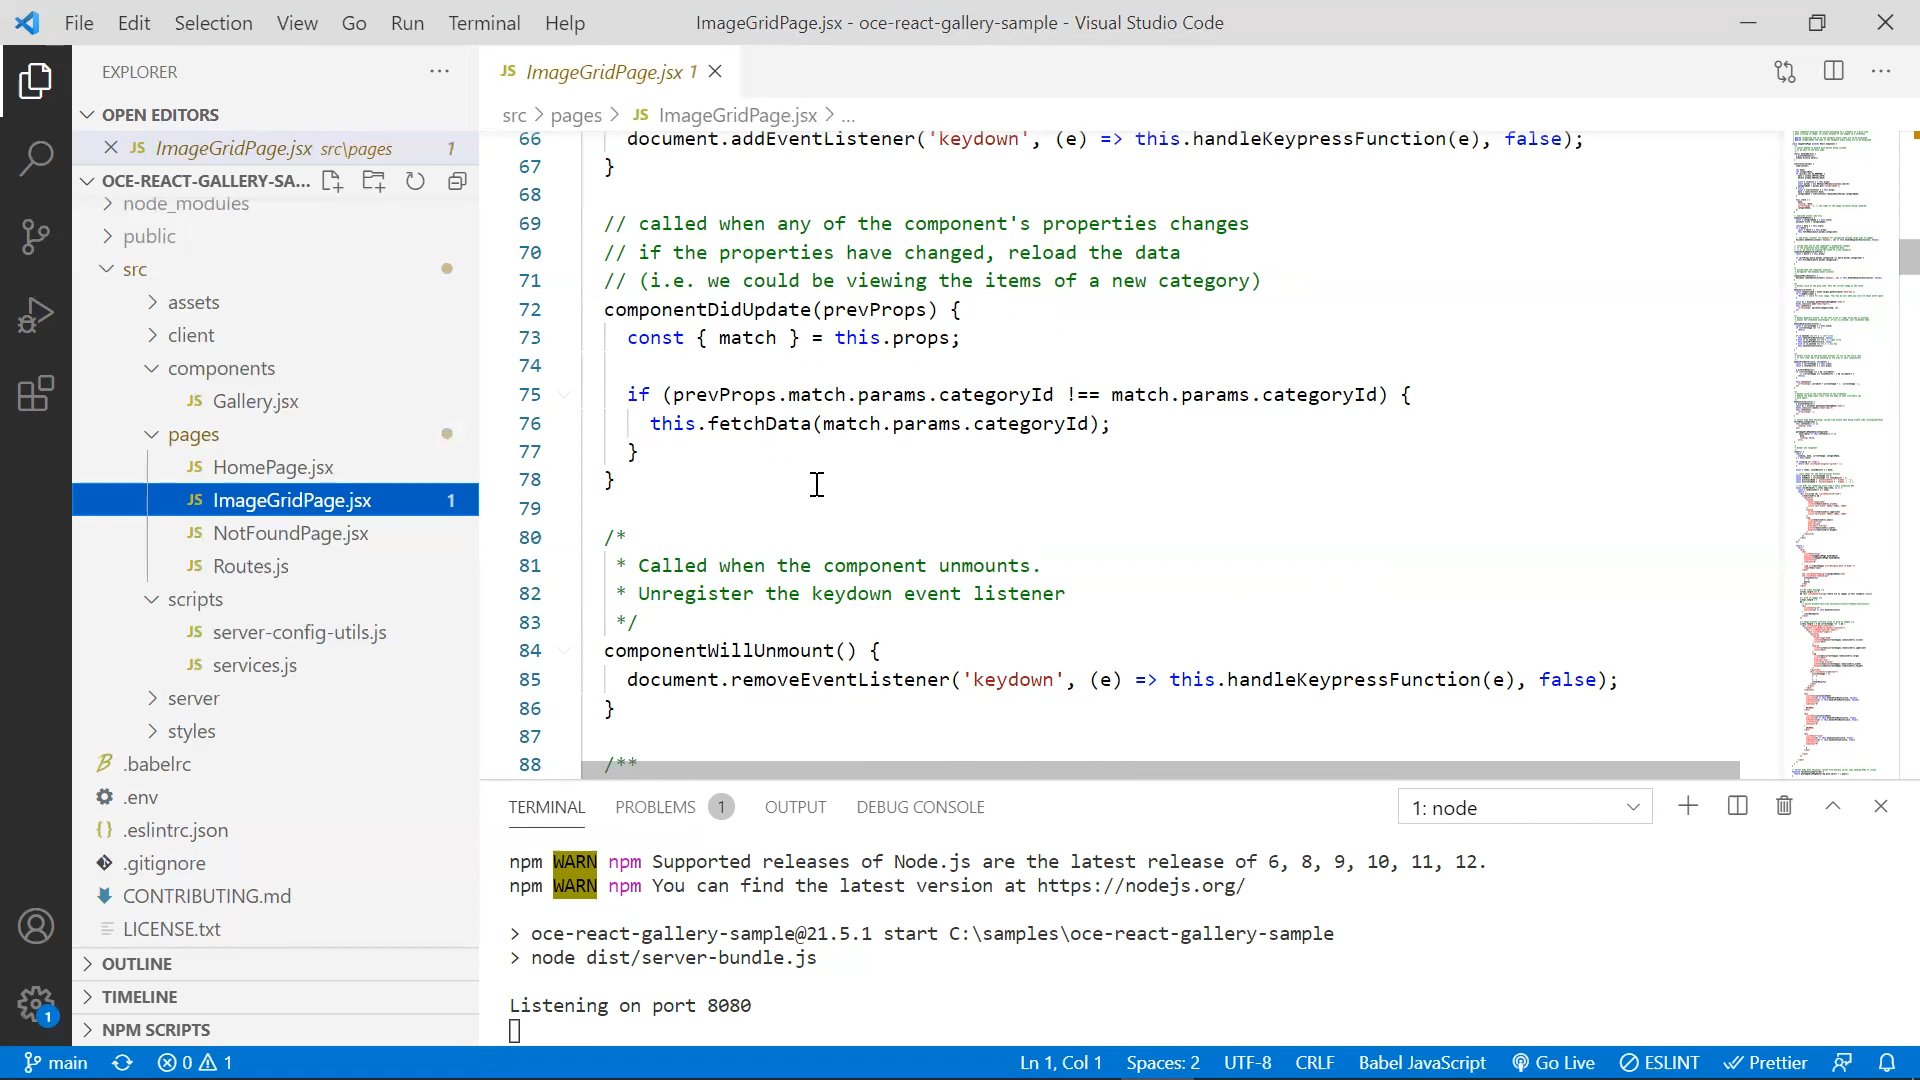 File Edit Selection View Go Run Terminal Help
ImageGridPage.jsx - oce-react-gallery-sample - Visual Studio Code
EXPLORER
OPEN EDITORS
JS ImageGridPage.jsx src\pages 1
OCE-REACT-GALLERY-SA...
node_modules
public
src
assets
client
components
JS Gallery.jsx
pages
JS HomePage.jsx
JS ImageGridPage.jsx 1
JS NotFoundPage.jsx
JS Routes.js
scripts
JS server-config-utils.js
JS services.js
server
styles
.babelrc
.env
{} .eslintrc.json
.gitignore
CONTRIBUTING.md
LICENSE.txt
OUTLINE
TIMELINE
NPM SCRIPTS
1
JS ImageGridPage.jsx 1
src > pages > JS ImageGridPage.jsx > ...
66 document.addEventListener('keydown', (e) => this.handleKeypressFunction(e), false);
67 }
68
69 // called when any of the component's properties changes
70 // if the properties have changed, reload the data
71 // (i.e. we could be viewing the items of a new category)
72 componentDidUpdate(prevProps) {
73 const { match } = this.props;
74
75 if (prevProps.match.params.categoryId !== match.params.categoryId) {
76 this.fetchData(match.params.categoryId);
77 }
78 }
79
80 /*
81 * Called when the component unmounts.
82 * Unregister the keydown event listener
83 */
84 componentWillUnmount() {
85 document.removeEventListener('keydown', (e) => this.handleKeypressFunction(e), false);
86 }
87
88 /**
TERMINAL PROBLEMS 1 OUTPUT DEBUG CONSOLE
1: node
npm WARN npm Supported releases of Node.js are the latest release of 6, 8, 9, 10, 11, 12.
npm WARN npm You can find the latest version at https://nodejs.org/
> oce-react-gallery-sample@21.5.1 start C:\samples\oce-react-gallery-sample
> node dist/server-bundle.js
Listening on port 8080
main 0 1
Ln 1, Col 1 Spaces: 2 UTF-8 CRLF Babel JavaScript Go Live ESLINT Prettier